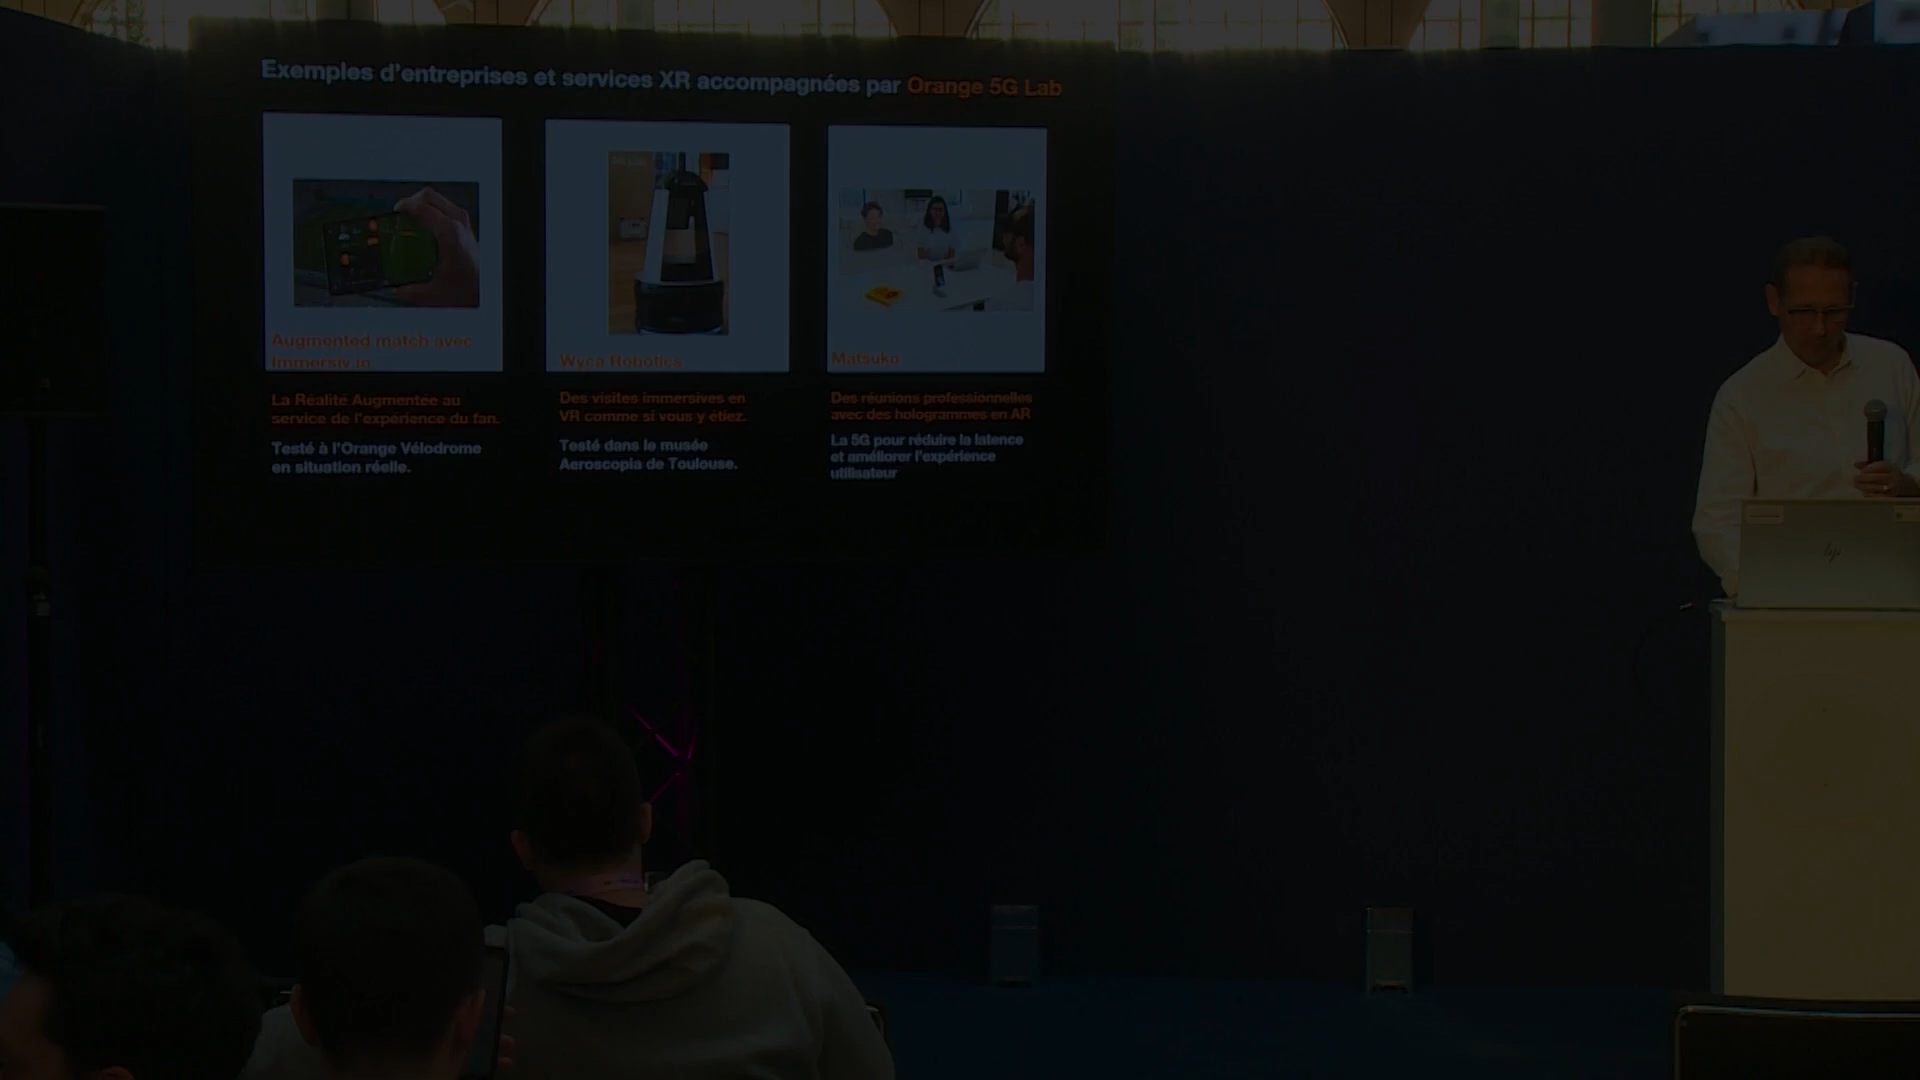 Exemples d'entreprises et services XR accompagnées par Orange 5G Lab
Augmented match avec
Immersiv.io
La Réalité Augmentée au
service de l'expérience du fan.
Testé à l'Orange Vélodrome
en situation réelle.
Wyca Robotics
Des visites immersives en
VR comme si vous y étiez.
Testé dans le musée
Aeroscopia de Toulouse.
Matsuko
Des réunions professionnelles
avec des hologrammes en AR
La 5G pour réduire la latence
et améliorer l'expérience
utilisateur
hp